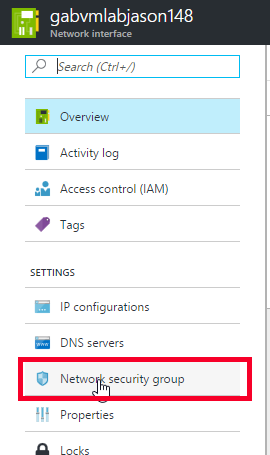 gabvmlabjason148
Network interface
Search (Ctrl+/)
Overview
Activity log
Access control (IAM)
Tags
SETTINGS
IP configurations
DNS servers
Network security group
Properties
Locks